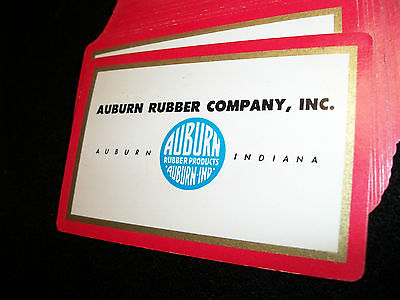 AUBURN RUBBER COMPANY, INC.
AUBURN INDIANA
AUBURN
RUBBER PRODUCTS
"AUBURN-IND"